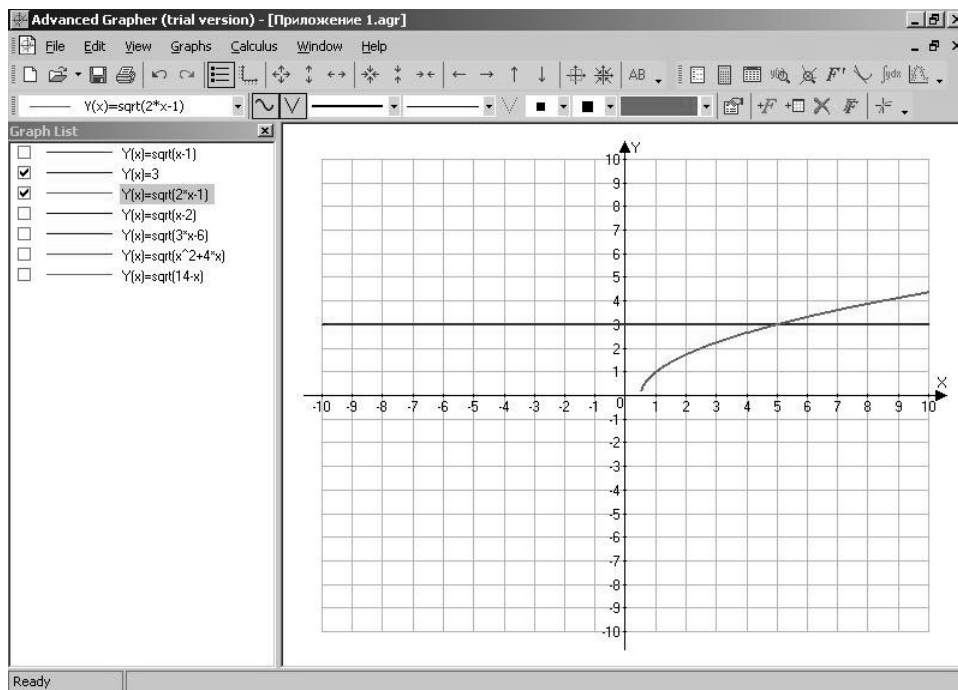 Advanced Grapher (trial version) - [Приложение 1.agr]
File Edit View Graphs Calculus Window Help
AB F' ∫ydx
Y(x)=sqrt(2*x-1) +F F
Graph List
Y(x)=sqrt(x-1)
Y(x)=3
Y(x)=sqrt(2*x-1)
Y(x)=sqrt(x-2)
Y(x)=sqrt(3*x-6)
Y(x)=sqrt(x^2+4*x)
Y(x)=sqrt(14-x)
Y
10
9
8
7
6
5
4
3
2
1
X
-10 -9 -8 -7 -6 -5 -4 -3 -2 -1 0 1 2 3 4 5 6 7 8 9 10
-1
-2
-3
-4
-5
-6
-7
-8
-9
-10
Ready